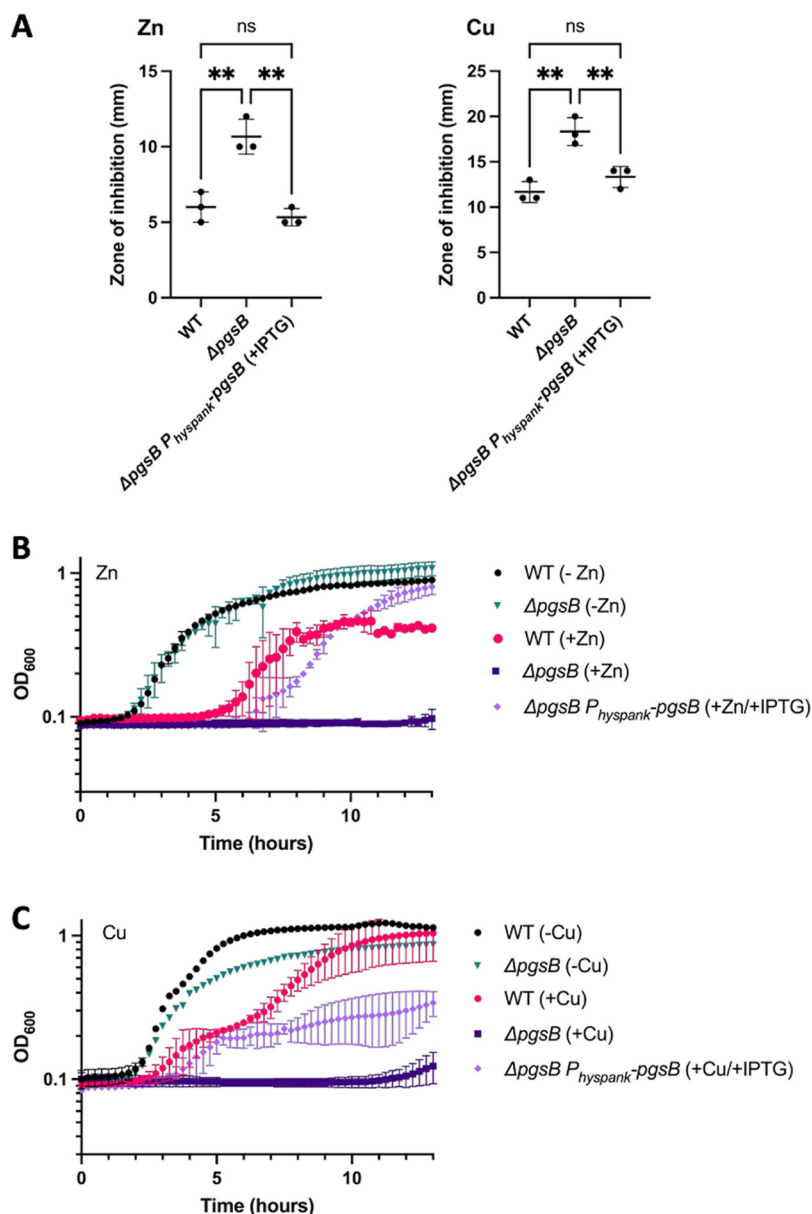 A
Zn
ns
** **
Zone of inhibition (mm)
15
10
5
0
WT
ΔpgsB
ΔpgsB P_hyspank-pgsB (+IPTG)
Cu
ns
** **
Zone of inhibition (mm)
25
20
15
10
5
0
WT
ΔpgsB
ΔpgsB P_hyspank-pgsB (+IPTG)
B
Zn
OD600
1
0.1
0 5 10
Time (hours)
WT (- Zn)
ΔpgsB (-Zn)
WT (+Zn)
ΔpgsB (+Zn)
ΔpgsB P_hyspank-pgsB (+Zn/+IPTG)
C
Cu
OD600
1
0.1
0 5 10
Time (hours)
WT (-Cu)
ΔpgsB (-Cu)
WT (+Cu)
ΔpgsB (+Cu)
ΔpgsB P_hyspank-pgsB (+Cu/+IPTG)